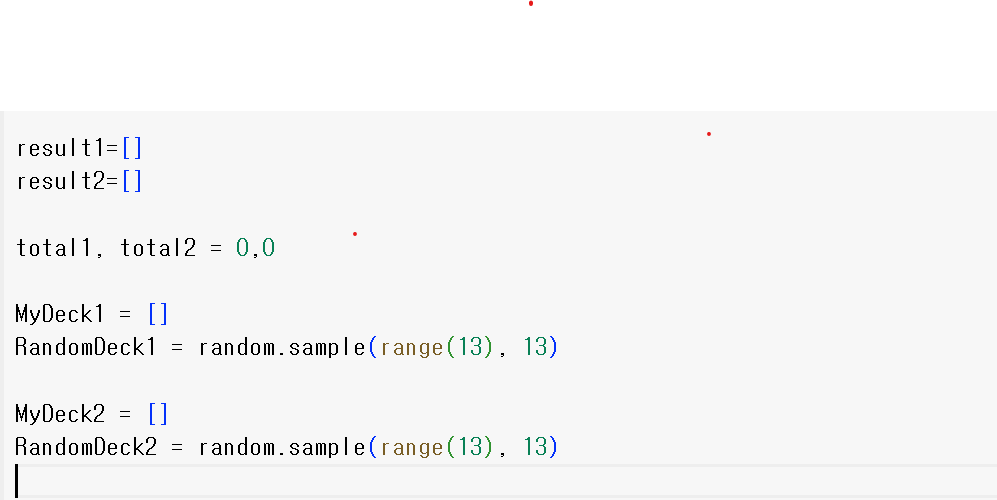 result1=[]
result2=[]
total1, total2 = 0,0
MyDeck1 = []
RandomDeck1 = random.sample(range(13), 13)
MyDeck2 = []
RandomDeck2 = random.sample(range(13), 13)